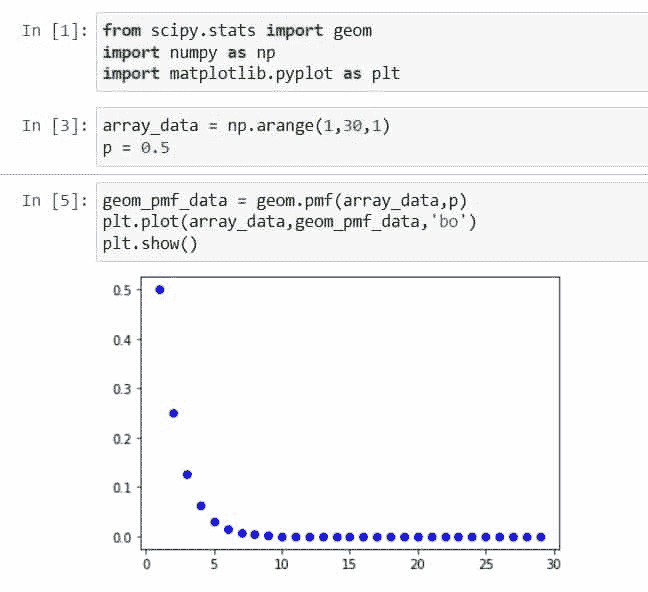 In [1]: from scipy.stats import geom
import numpy as np
import matplotlib.pyplot as plt
In [3]: array_data = np.arange(1,30,1)
p = 0.5
In [5]: geom_pmf_data = geom.pmf(array_data,p)
plt.plot(array_data,geom_pmf_data,'bo')
plt.show()
0.5
0.4
0.3
0.2
0.1
0.0
0 5 10 15 20 25 30